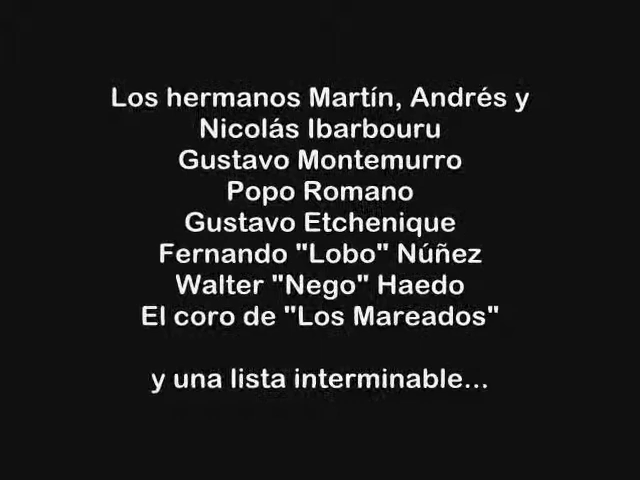 Los hermanos Martín, Andrés y
Nicolás Ibarbouru
Gustavo Montemurro
Popo Romano
Gustavo Etchenique
Fernando "Lobo" Núñez
Walter "Nego" Haedo
El coro de "Los Mareados"
y una lista interminable...